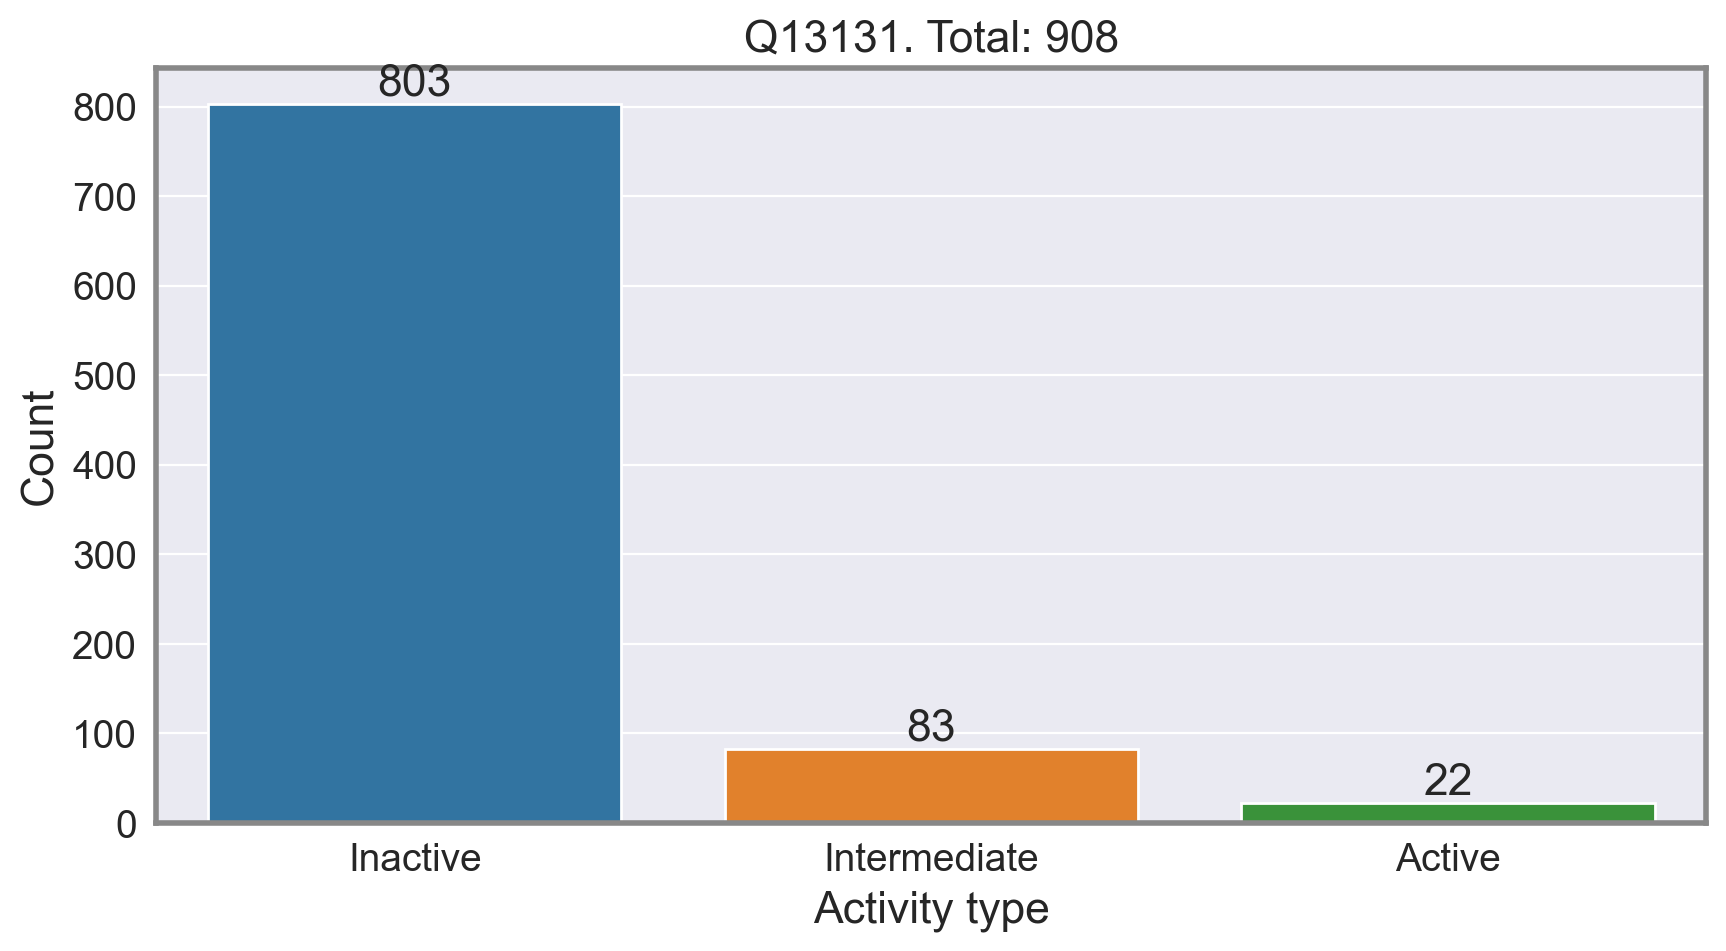 Q13131. Total: 908
803
800
700
600
500
400
300
200
100
0
Count
83
22
Inactive
Intermediate
Active
Activity type